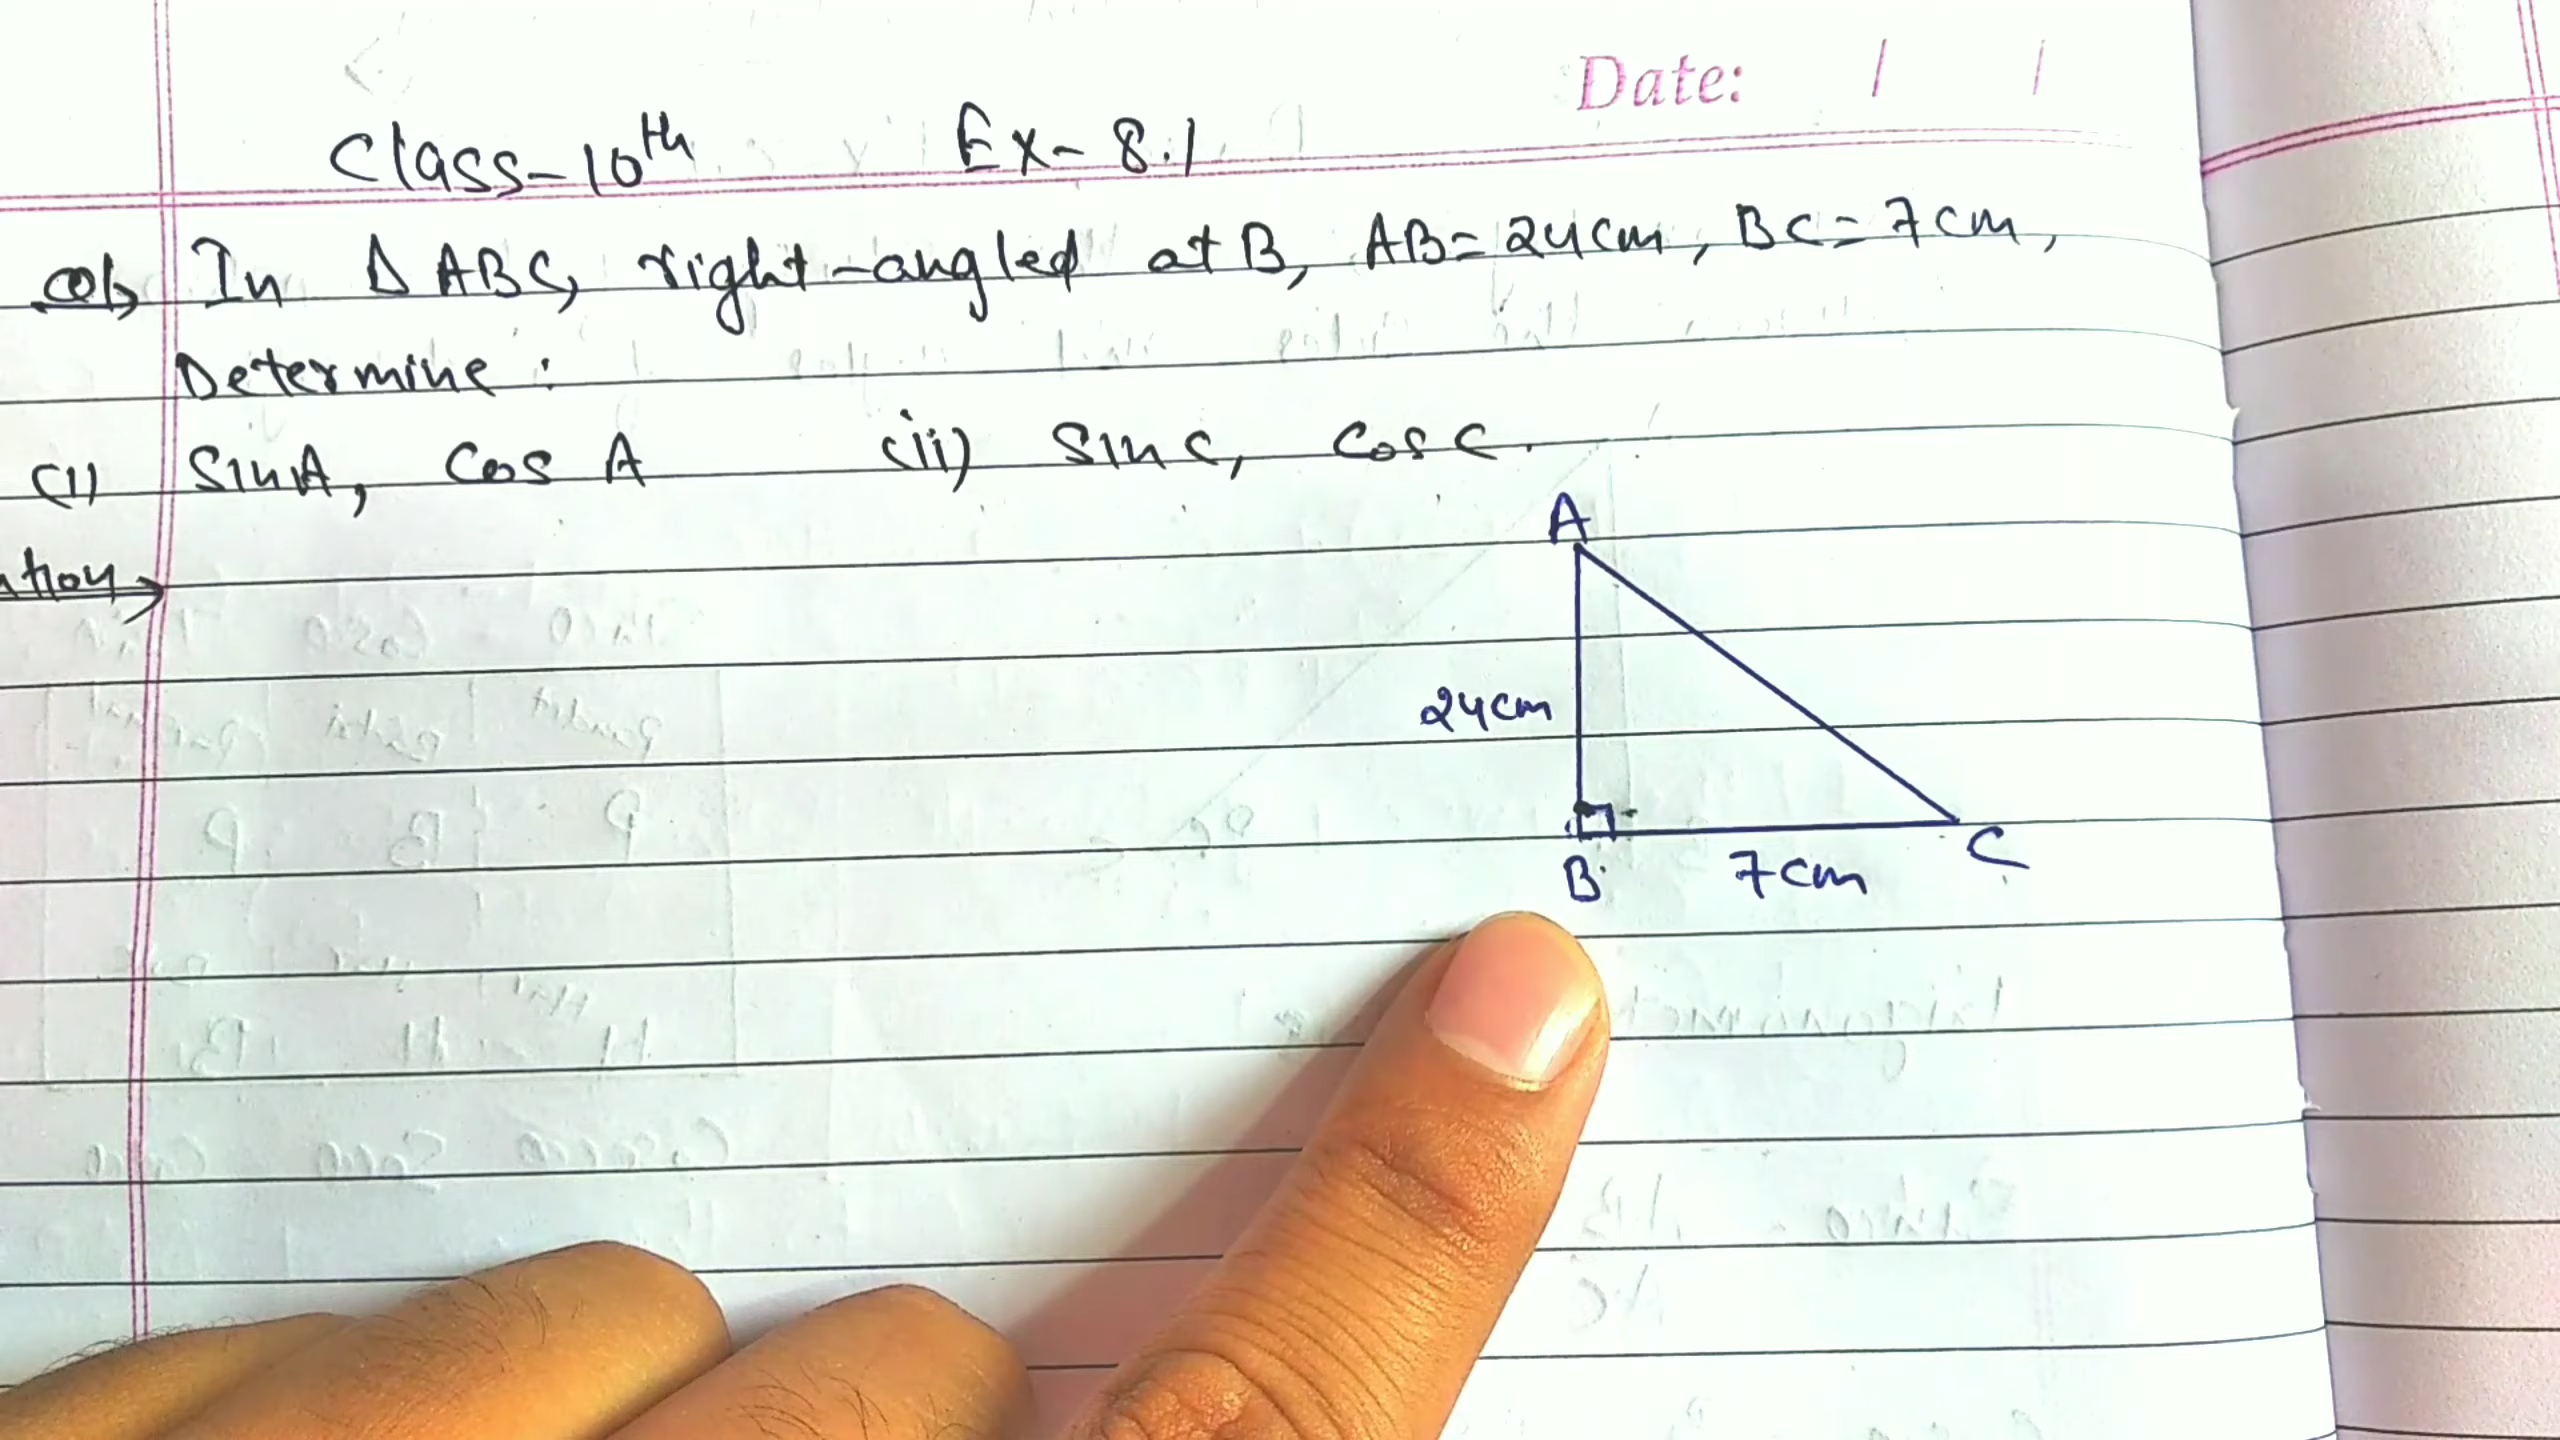 Date: / /
Class-10th Ex-8.1
Q1, In Δ ABC, right-angled at B, AB=24cm, BC=7cm,
Determine:
(i) SinA, Cos A (ii) Sin C, Cos C.
A
24cm
B 7cm C